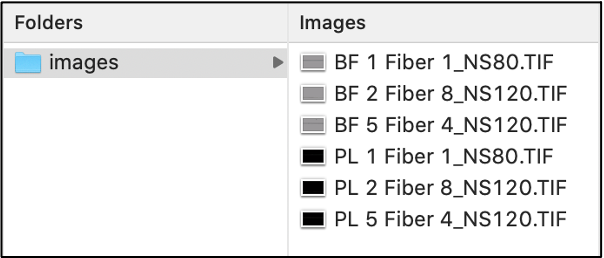 Folders
Images
images
BF 1 Fiber 1_NS80.TIF
BF 2 Fiber 8_NS120.TIF
BF 5 Fiber 4_NS120.TIF
PL 1 Fiber 1_NS80.TIF
PL 2 Fiber 8_NS120.TIF
PL 5 Fiber 4_NS120.TIF